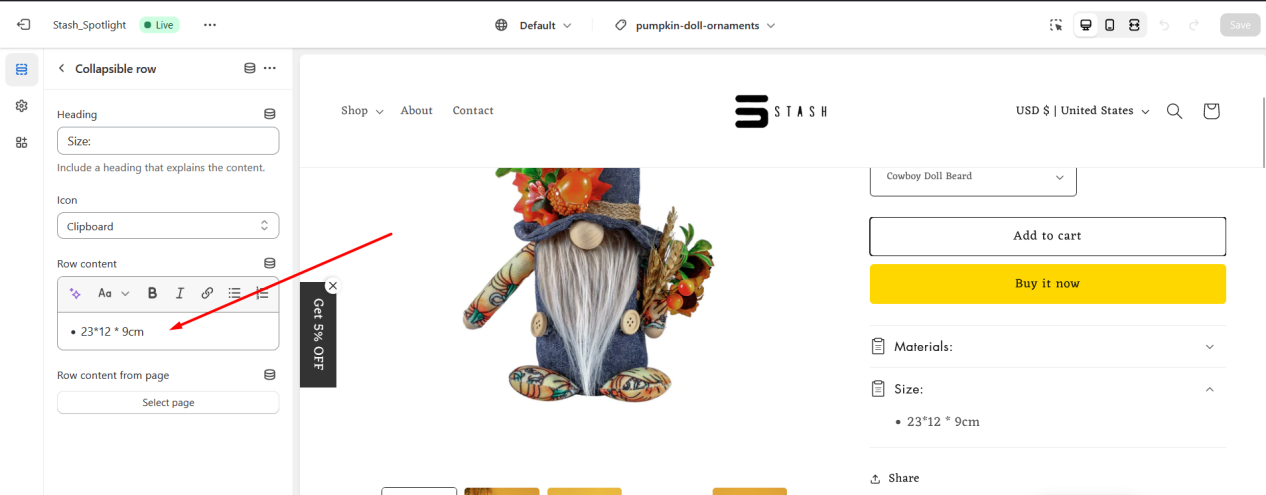 Stash_Spotlight Live Default pumpkin-doll-ornaments Save
Collapsible row
Heading
Size:
Include a heading that explains the content.
Icon
Clipboard
Row content
Aa B I
23*12 * 9cm
Row content from page
Select page
Shop About Contact
STASH
USD $ | United States
Get 5% OFF
Cowboy Doll Beard
Add to cart
Buy it now
Materials:
Size:
23*12 * 9cm
Share